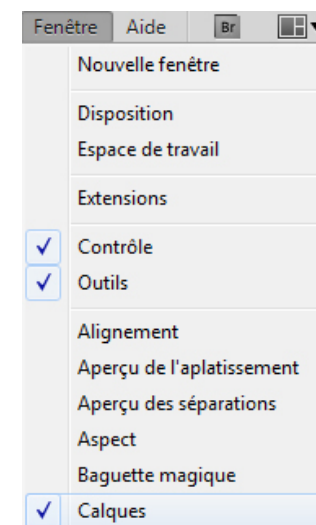 Fenêtre Aide Br
Nouvelle fenêtre
Disposition
Espace de travail
Extensions
Contrôle
Outils
Alignement
Aperçu de l'aplatissement
Aperçu des séparations
Aspect
Baguette magique
Calques